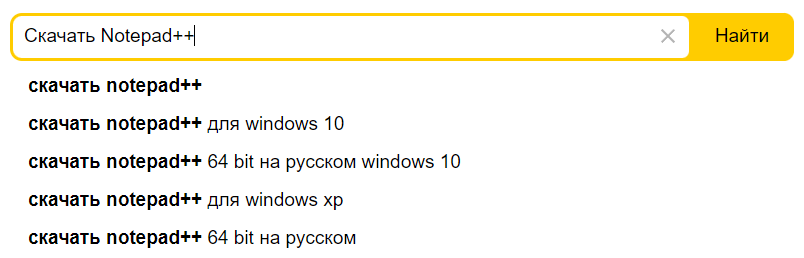 Скачать Notepad++ Найти
скачать notepad++
скачать notepad++ для windows 10
скачать notepad++ 64 bit на русском windows 10
скачать notepad++ для windows xp
скачать notepad++ 64 bit на русском